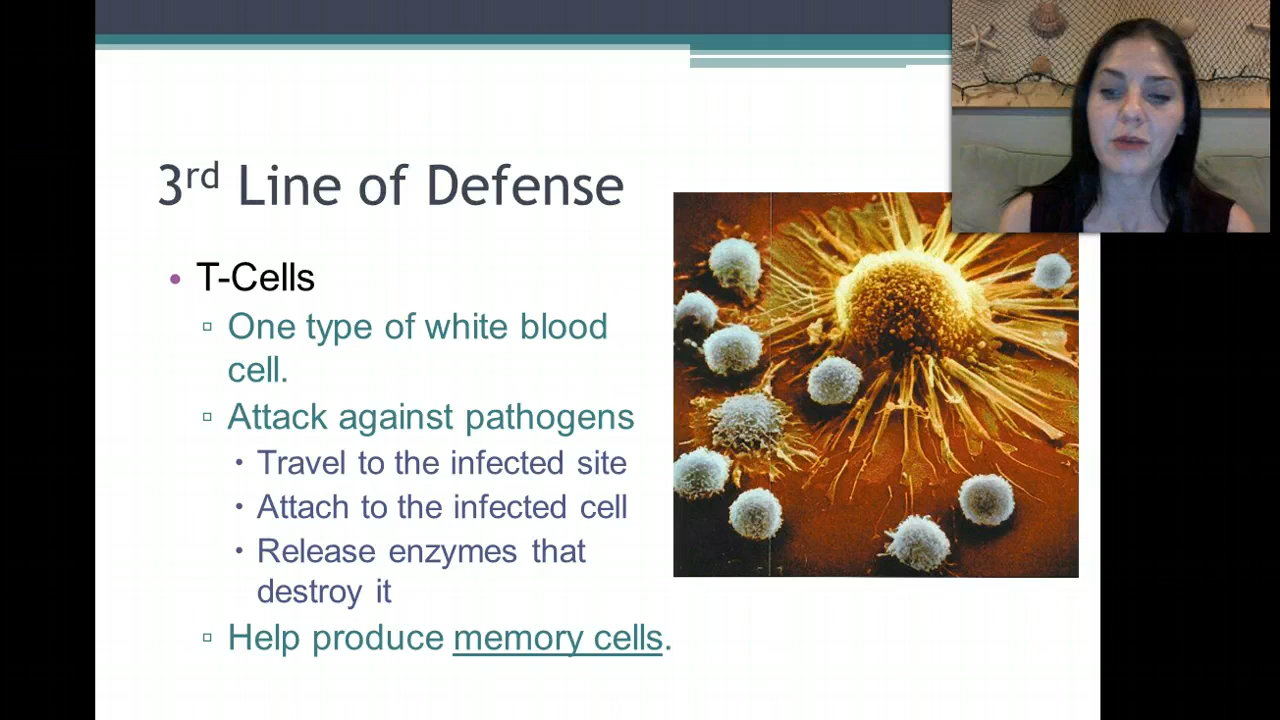 3rd Line of Defense
• T-Cells
▫ One type of white blood
cell.
▫ Attack against pathogens
• Travel to the infected site
• Attach to the infected cell
• Release enzymes that
destroy it
▫ Help produce memory cells.